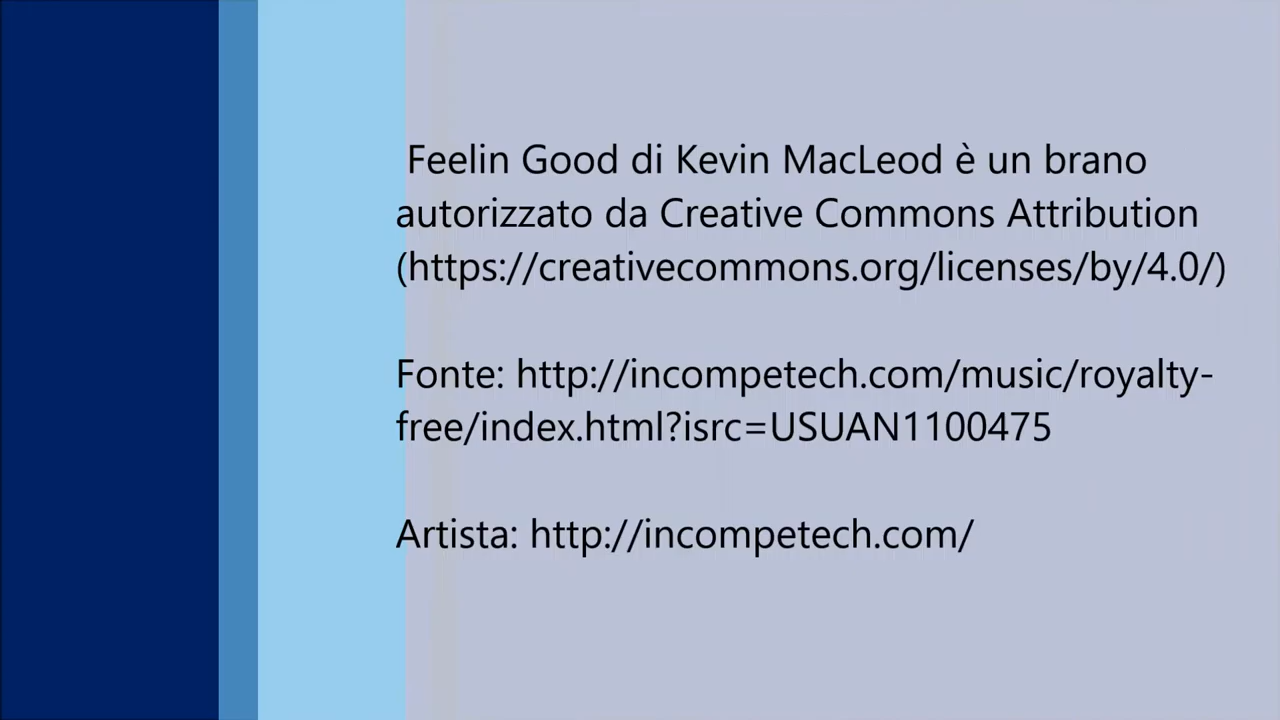 Feelin Good di Kevin MacLeod è un brano
autorizzato da Creative Commons Attribution
(https://creativecommons.org/licenses/by/4.0/)
Fonte: http://incompetech.com/music/royalty-
free/index.html?isrc=USUAN1100475
Artista: http://incompetech.com/